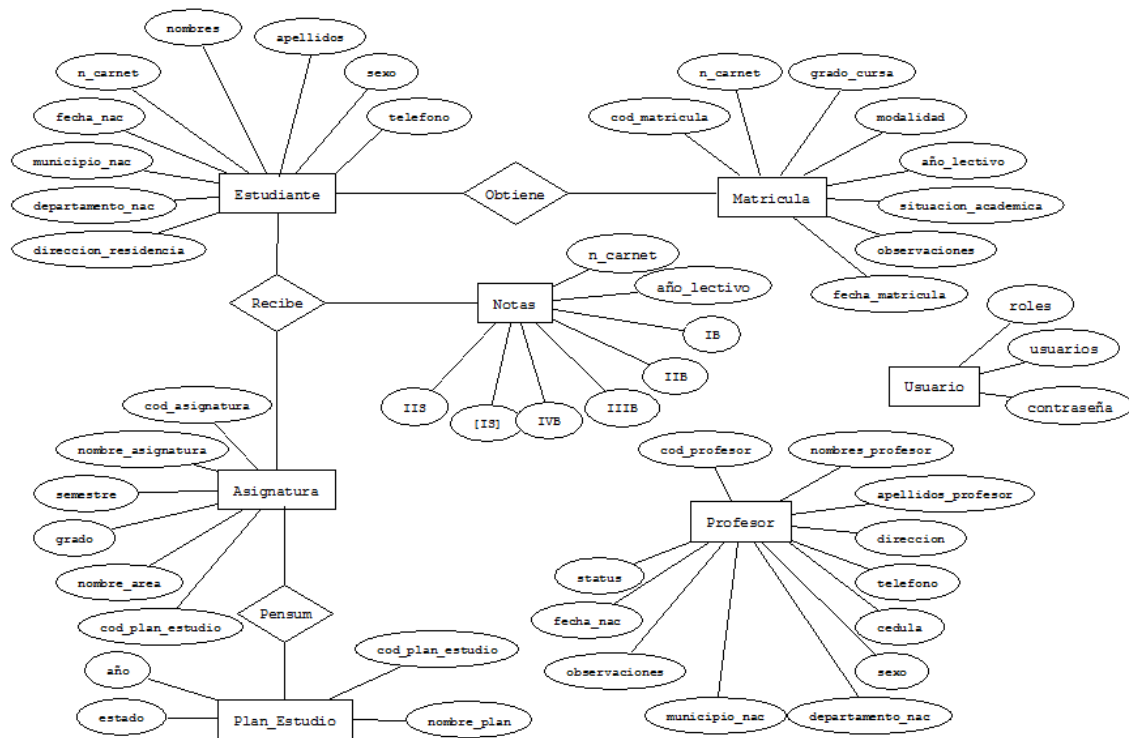 nombres
apellidos
n_carnet
sexo
fecha_nac
telefono
municipio_nac
departamento_nac
direccion_residencia
Estudiante
Obtiene
n_carnet
grado_cursa
cod_matricula
modalidad
año_lectivo
situacion_academica
observaciones
fecha_matricula
Matricula
Recibe
Notas
n_carnet
año_lectivo
IB
IIB
IIIB
IVB
[IS]
IIS
roles
usuarios
contraseña
Usuario
cod_asignatura
nombre_asignatura
semestre
grado
nombre_area
cod_plan_estudio
Asignatura
Pensum
año
estado
cod_plan_estudio
nombre_plan
Plan_Estudio
cod_profesor
nombres_profesor
apellidos_profesor
direccion
telefono
cedula
sexo
departamento_nac
municipio_nac
observaciones
fecha_nac
status
Profesor